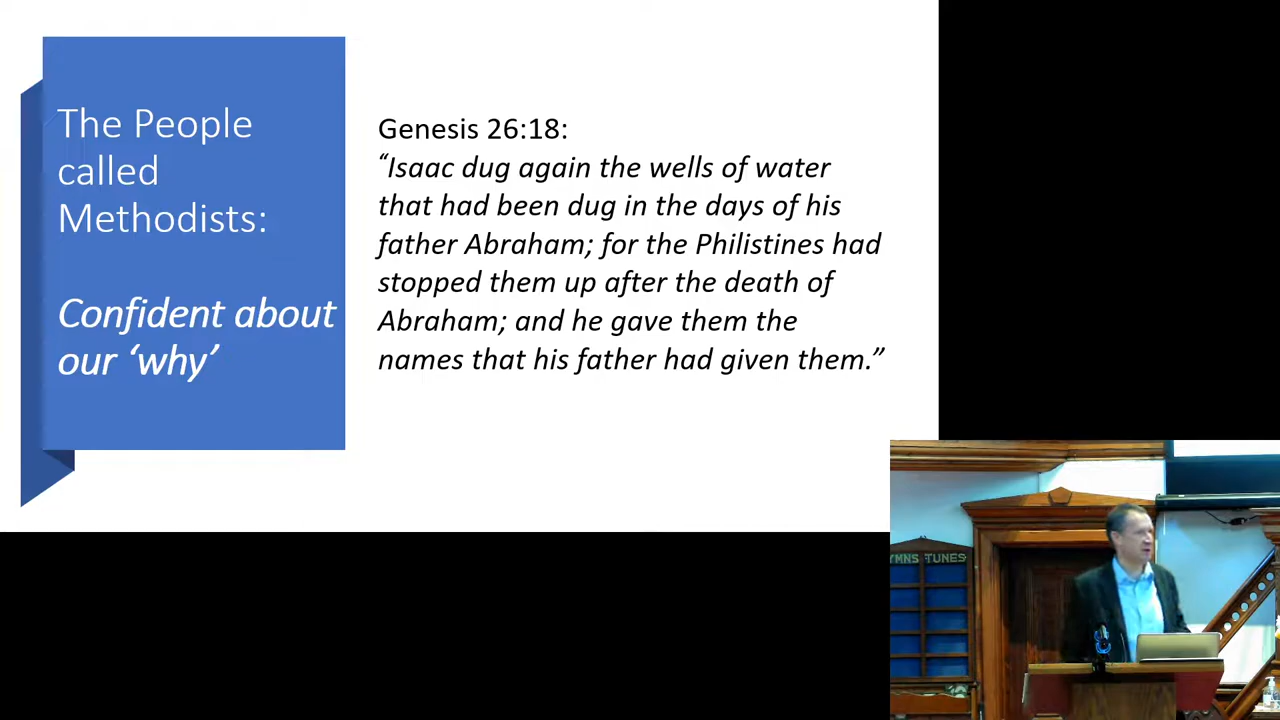 The People
called
Methodists:
Confident about
our ‘why’
Genesis 26:18:
“Isaac dug again the wells of water
that had been dug in the days of his
father Abraham; for the Philistines had
stopped them up after the death of
Abraham; and he gave them the
names that his father had given them.”
TUNES